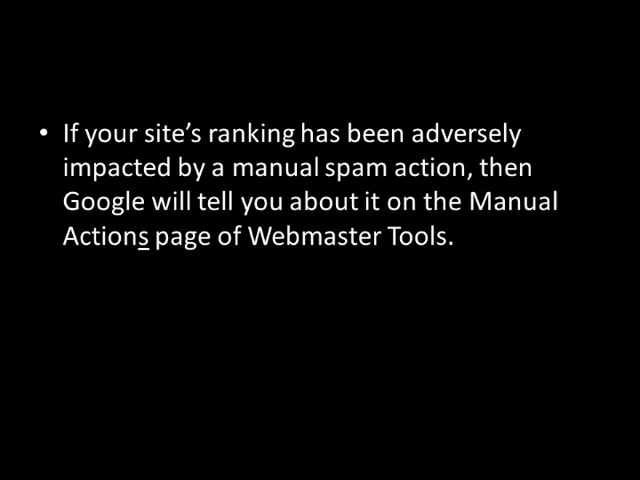 • If your site’s ranking has been adversely
impacted by a manual spam action, then
Google will tell you about it on the Manual
Actions page of Webmaster Tools.